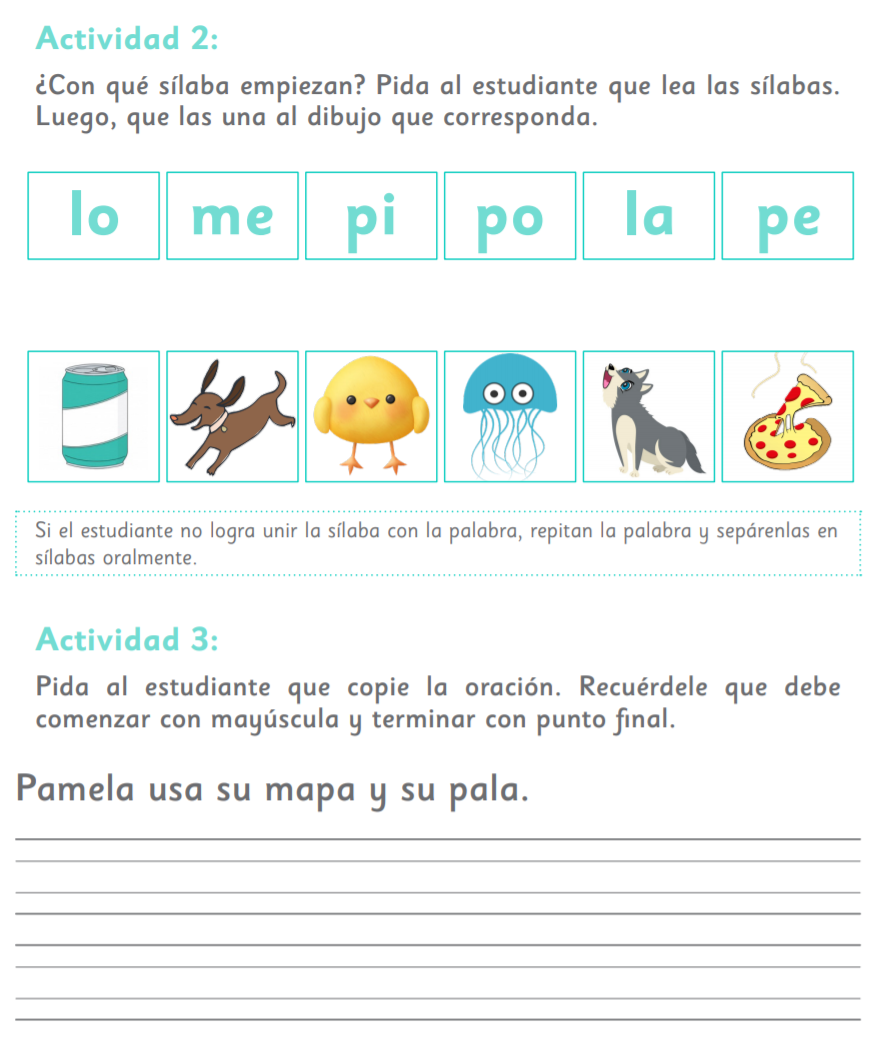 Actividad 2:
¿Con qué sílaba empiezan? Pida al estudiante que lea las sílabas.
Luego, que las una al dibujo que corresponda.
lo me pi po la pe
Si el estudiante no logra unir la sílaba con la palabra, repitan la palabra y sepárenlas en
sílabas oralmente.
Actividad 3:
Pida al estudiante que copie la oración. Recuérdele que debe
comenzar con mayúscula y terminar con punto final.
Pamela usa su mapa y su pala.